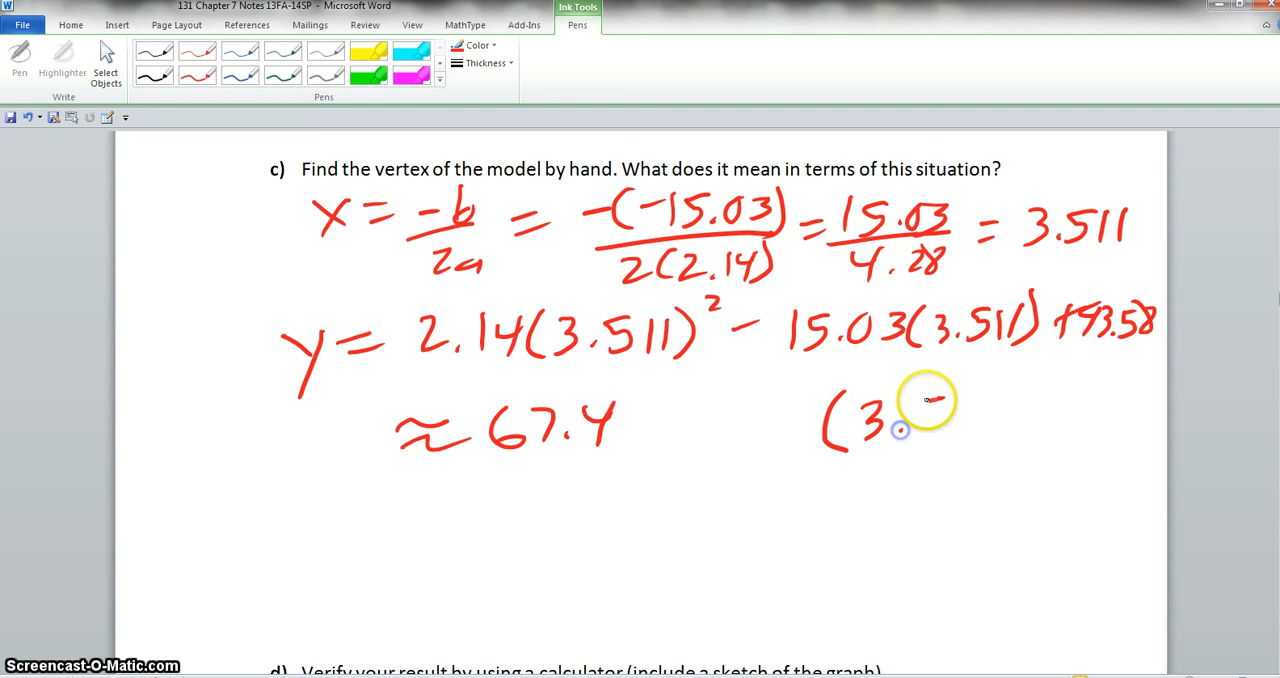 131 Chapter 7 Notes 13FA-14SP - Microsoft Word
Ink Tools
File Home Insert Page Layout References Mailings Review View MathType Add-Ins Pens
Pen Highlighter Select Objects
Color
Thickness
Write Pens
c) Find the vertex of the model by hand. What does it mean in terms of this situation?
x = -b/2a = -(-15.03)/2(2.14) = 15.03/4.28 = 3.511
y = 2.14(3.511)² - 15.03(3.511) + 93.58
≈ 67.4 (3.
d) Verify your result by using a calculator (include a sketch of the graph)
Screencast-O-Matic.com